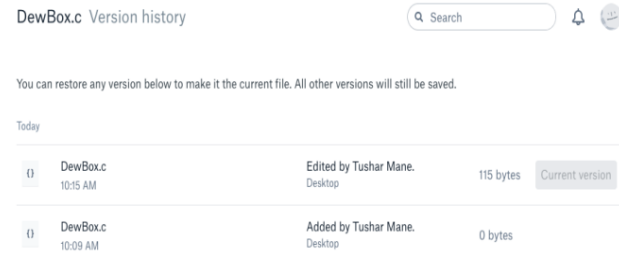 DewBox.c Version history
Search
You can restore any version below to make it the current file. All other versions will still be saved.
Today
{} DewBox.c Edited by Tushar Mane. 115 bytes Current version
10:15 AM Desktop
{} DewBox.c Added by Tushar Mane. 0 bytes
10:09 AM Desktop